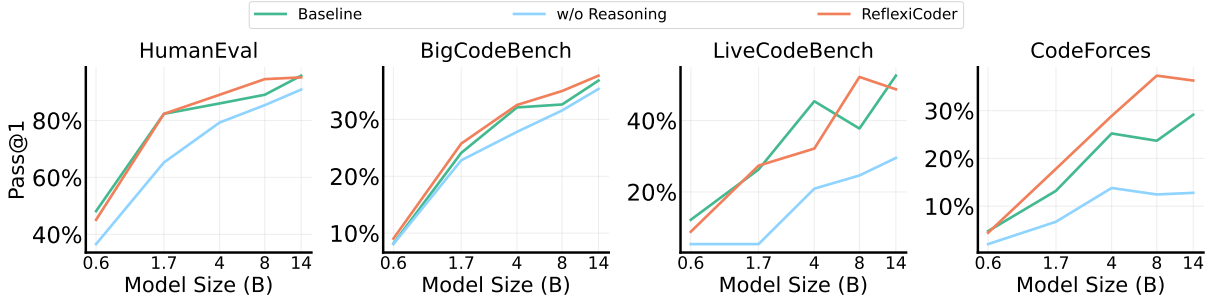 Baseline w/o Reasoning ReflexiCoder
HumanEval BigCodeBench LiveCodeBench CodeForces
Pass@1
80%
60%
40%
0.6 1.7 4 8 14
Model Size (B)
30%
20%
10%
0.6 1.7 4 8 14
Model Size (B)
40%
20%
0.6 1.7 4 8 14
Model Size (B)
30%
20%
10%
0.6 1.7 4 8 14
Model Size (B)